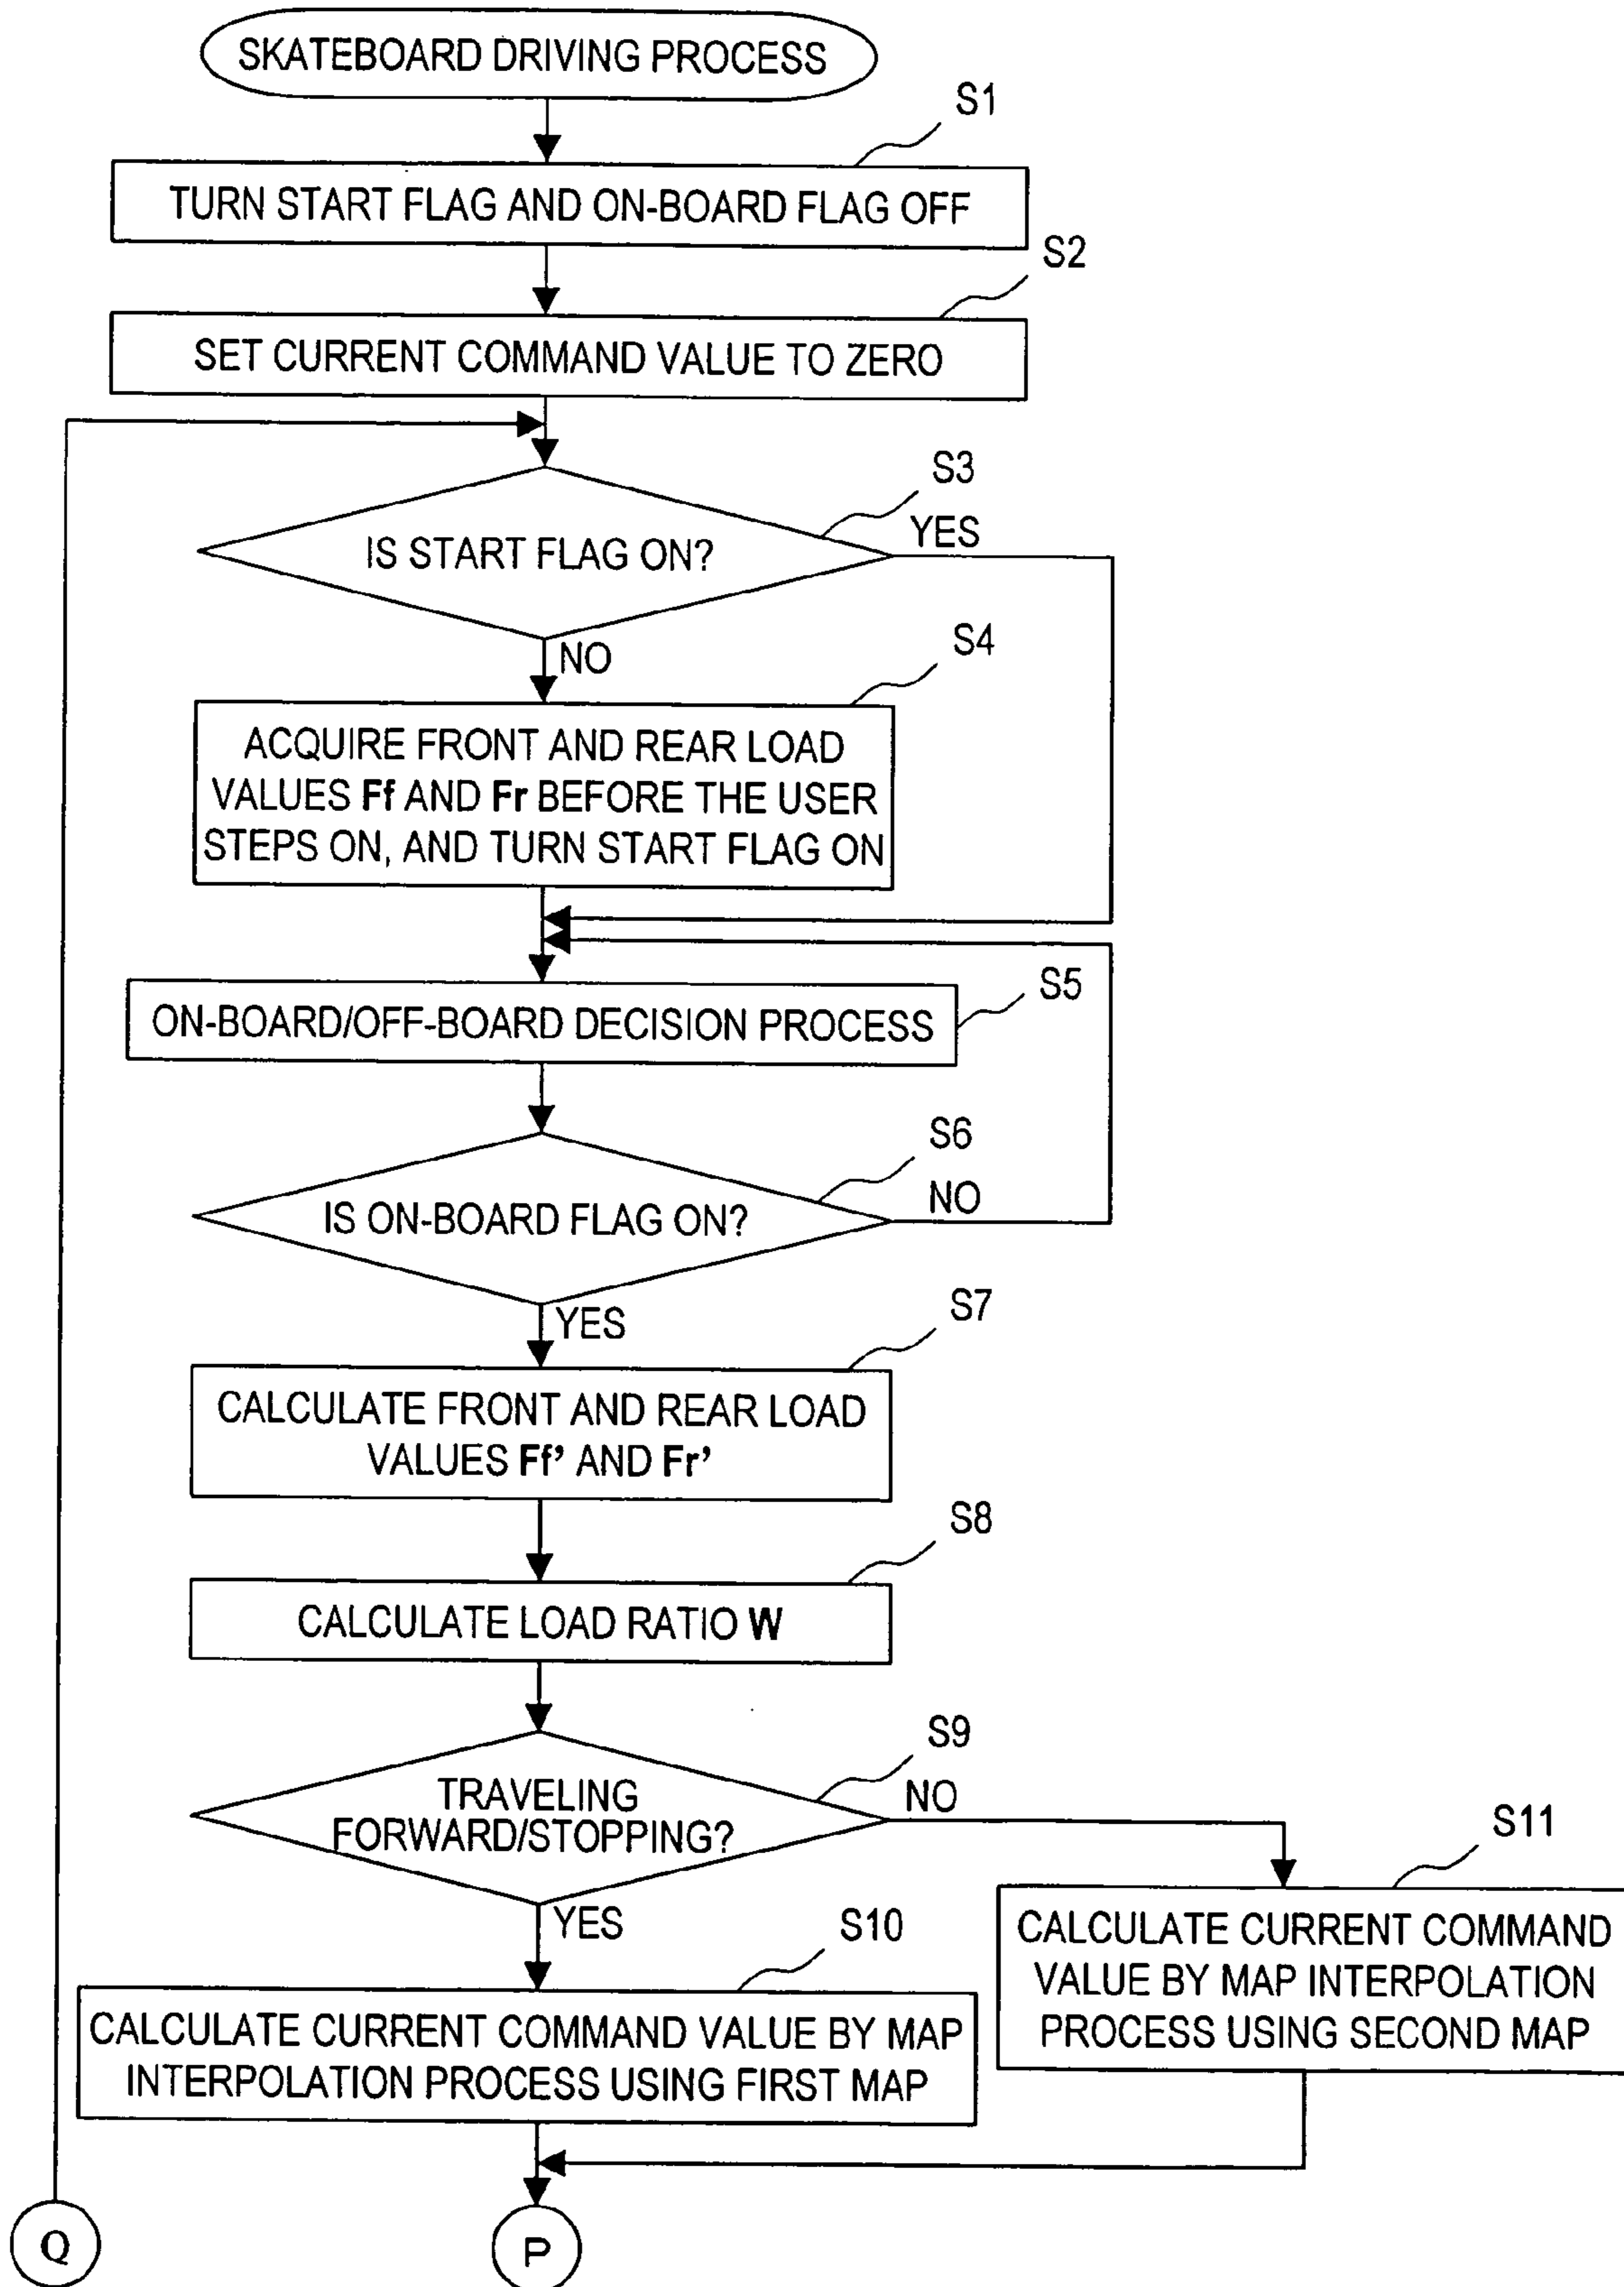 SKATEBOARD DRIVING PROCESS
S1
TURN START FLAG AND ON-BOARD FLAG OFF
S2
SET CURRENT COMMAND VALUE TO ZERO
S3
IS START FLAG ON?
YES
NO
S4
ACQUIRE FRONT AND REAR LOAD
VALUES Ff AND Fr BEFORE THE USER
STEPS ON, AND TURN START FLAG ON
S5
ON-BOARD/OFF-BOARD DECISION PROCESS
S6
IS ON-BOARD FLAG ON?
NO
YES
S7
CALCULATE FRONT AND REAR LOAD
VALUES Ff' AND Fr'
S8
CALCULATE LOAD RATIO W
S9
TRAVELING
FORWARD/STOPPING?
NO
YES
S10
CALCULATE CURRENT COMMAND VALUE BY MAP
INTERPOLATION PROCESS USING FIRST MAP
S11
CALCULATE CURRENT COMMAND
VALUE BY MAP INTERPOLATION
PROCESS USING SECOND MAP
Q
P